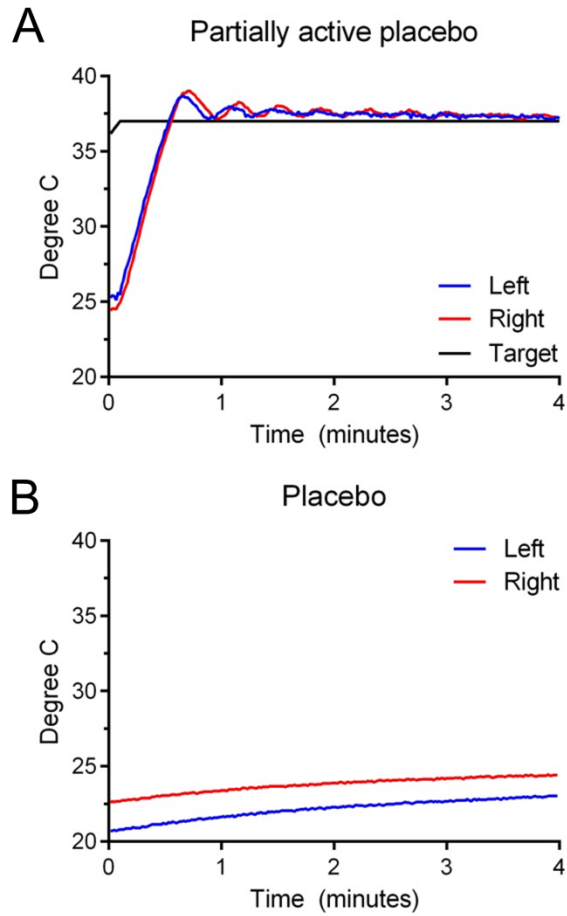 A
Partially active placebo
40
35
30
25
20
Degree C
Left
Right
Target
0 1 2 3 4
Time (minutes)
B
Placebo
40
35
30
25
20
Degree C
Left
Right
0 1 2 3 4
Time (minutes)